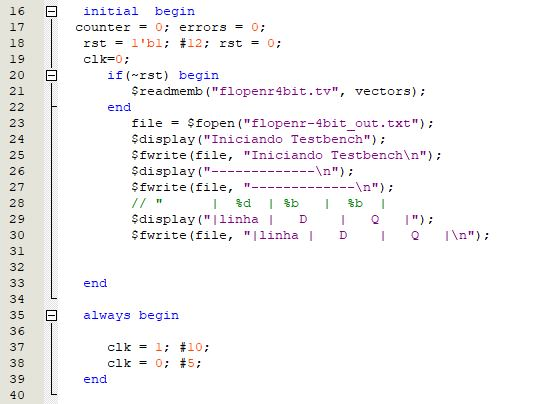 16 initial begin
17 counter = 0; errors = 0;
18 rst = 1'b1; #12; rst = 0;
19 clk=0;
20 if(~rst) begin
21 $readmemb("flopenr4bit.tv", vectors);
22 end
23 file = $fopen("flopenr-4bit_out.txt");
24 $display("Iniciando Testbench");
25 $fwrite(file, "Iniciando Testbench\n");
26 $display("-------------\n");
27 $fwrite(file, "-------------\n");
28 // " | %d | %b | %b |
29 $display("|linha | D | Q |");
30 $fwrite(file, "|linha | D | Q |\n");
31
32
33 end
34
35 always begin
36
37 clk = 1; #10;
38 clk = 0; #5;
39 end
40